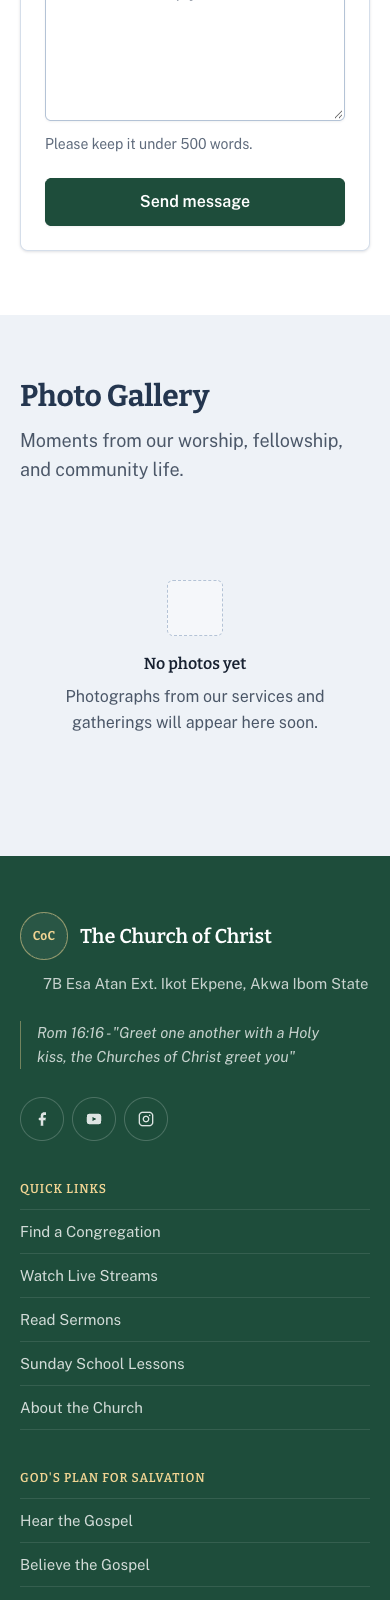 Please keep it under 500 words.
Send message
Photo Gallery
Moments from our worship, fellowship,
and community life.
No photos yet
Photographs from our services and
gatherings will appear here soon.
CoC
The Church of Christ
7B Esa Atan Ext. Ikot Ekpene, Akwa Ibom State
Rom 16:16 - "Greet one another with a Holy
kiss, the Churches of Christ greet you"
QUICK LINKS
Find a Congregation
Watch Live Streams
Read Sermons
Sunday School Lessons
About the Church
GOD'S PLAN FOR SALVATION
Hear the Gospel
Believe the Gospel